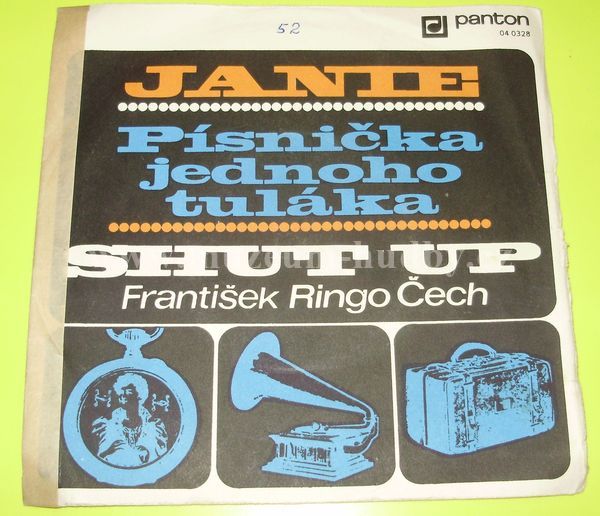 52
panton
04 0328
JANIE
Písnička
jednoho
tuláka
SHUT UP
František Ringo Čech